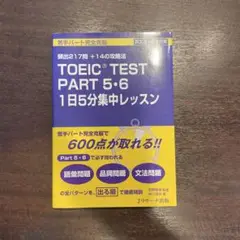 苦手パート完全克服
頻出217問 +14の攻略法
TOEIC® TEST
PART 5・6
1日5分集中レッスン
苦手パート完全克服で
600点が取れる!!
Part 5・6 で必ず問われる
語彙問題 品詞問題 文法問題
の全パターンを、出る順で徹底特訓